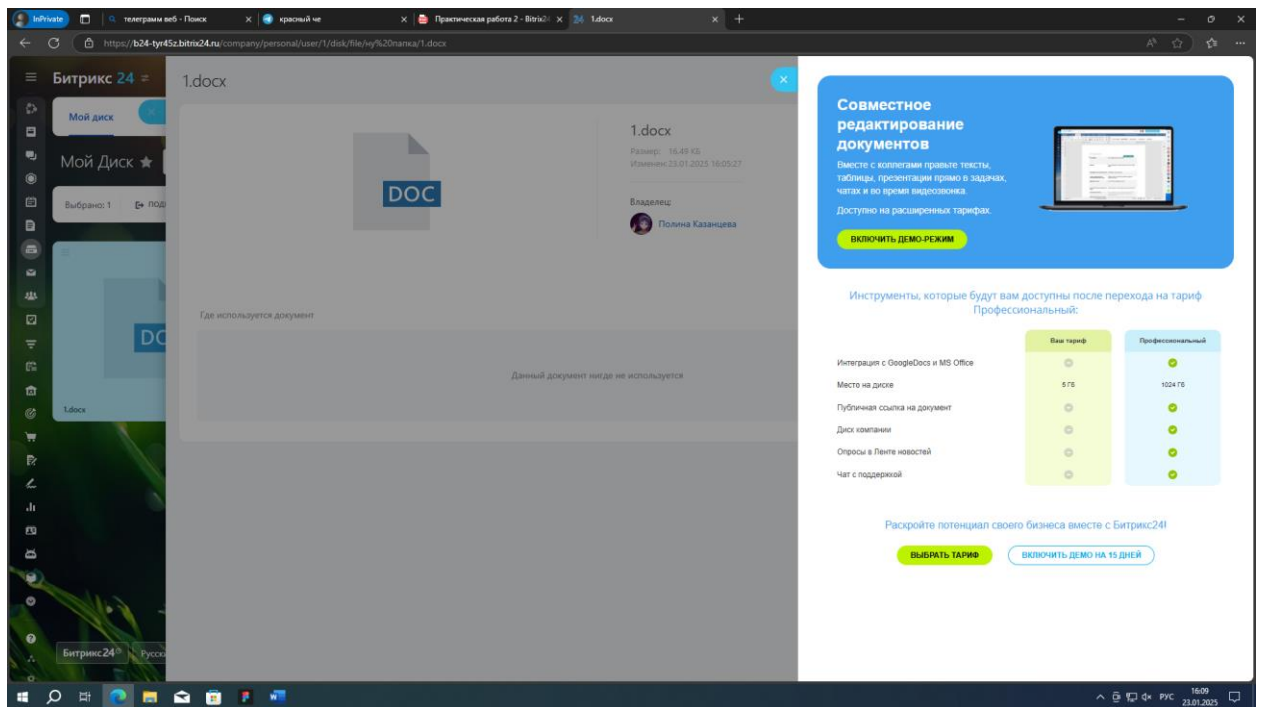 InPrivate
телеграмм веб - Поиск
красный че
Практическая работа 2 - Bitrix24
24 1.docx
https://b24-tyr45z.bitrix24.ru/company/personal/user/1/disk/file/ну%20папка/1.docx
Битрикс 24
1.docx
Мой диск
Мой Диск
Выбрано: 1
DOC
1.docx
1.docx
Размер: 16.49 КБ
Изменен: 23.01.2025 16:05:27
Владелец:
Полина Казанцева
Где используется документ
Данный документ нигде не используется
Совместное
редактирование
документов
Вместе с коллегами правьте тексты,
таблицы, презентации прямо в задачах,
чатах и во время видеозвонка.
Доступно на расширенных тарифах.
ВКЛЮЧИТЬ ДЕМО-РЕЖИМ
Инструменты, которые будут вам доступны после перехода на тариф
Профессиональный:
Ваш тариф Профессиональный
Интеграция с GoogleDocs и MS Office
Место на диске 5 Гб 1024 Гб
Публичная ссылка на документ
Диск компании
Опросы в Ленте новостей
Чат с поддержкой
Раскройте потенциал своего бизнеса вместе с Битрикс24!
ВЫБРАТЬ ТАРИФ ВКЛЮЧИТЬ ДЕМО НА 15 ДНЕЙ
Битрикс24
РУС
16:09
23.01.2025